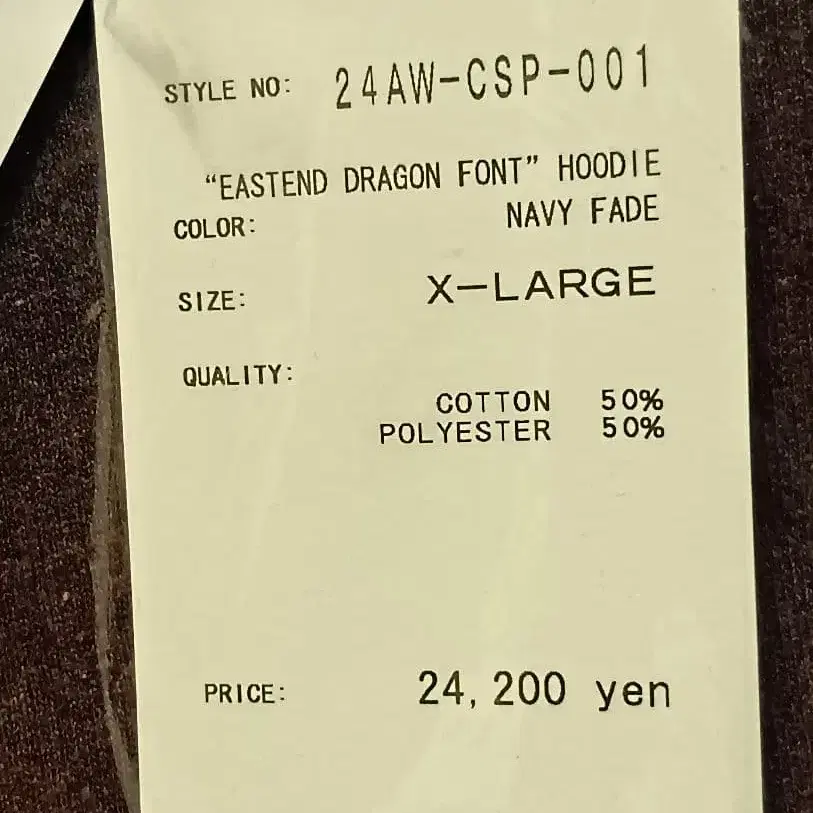 STYLE NO: 24AW-CSP-001
“EASTEND DRAGON FONT” HOODIE
COLOR: NAVY FADE
SIZE: X-LARGE
QUALITY:
COTTON 50%
POLYESTER 50%
PRICE: 24,200 yen